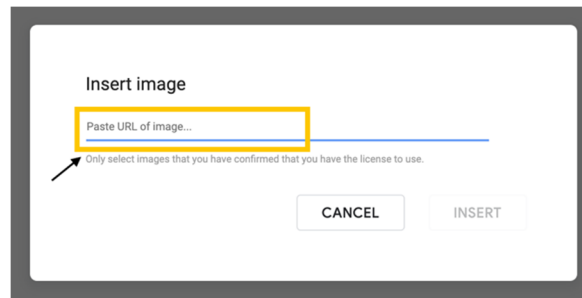 Insert image
Paste URL of image...
Only select images that you have confirmed that you have the license to use.
CANCEL INSERT